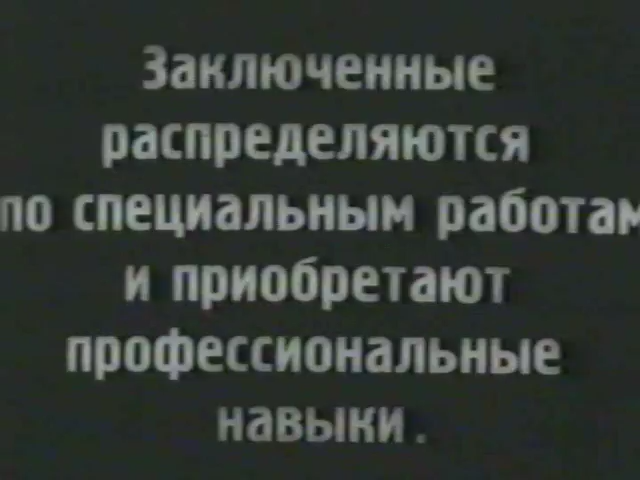 Заключенные
распределяются
по специальным работам
и приобретают
профессиональные
навыки.